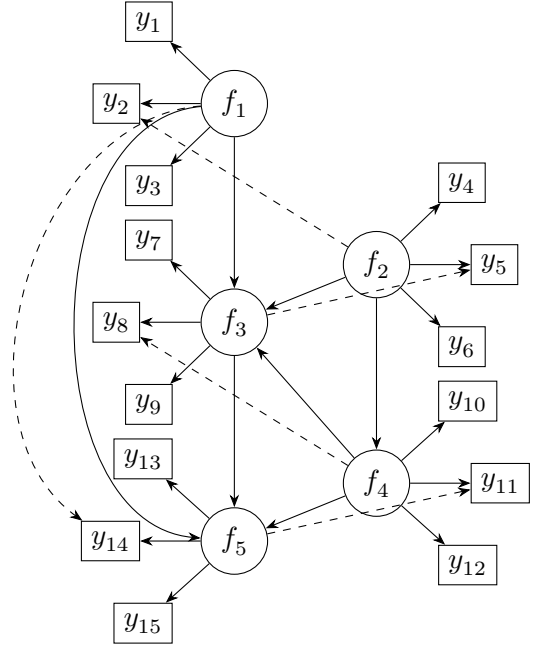 y₁
y₂
f₁
y₃
y₄
y₇
f₂
y₅
y₈
f₃
y₆
y₉
y₁₀
y₁₃
f₄
y₁₁
y₁₄
f₅
y₁₂
y₁₅